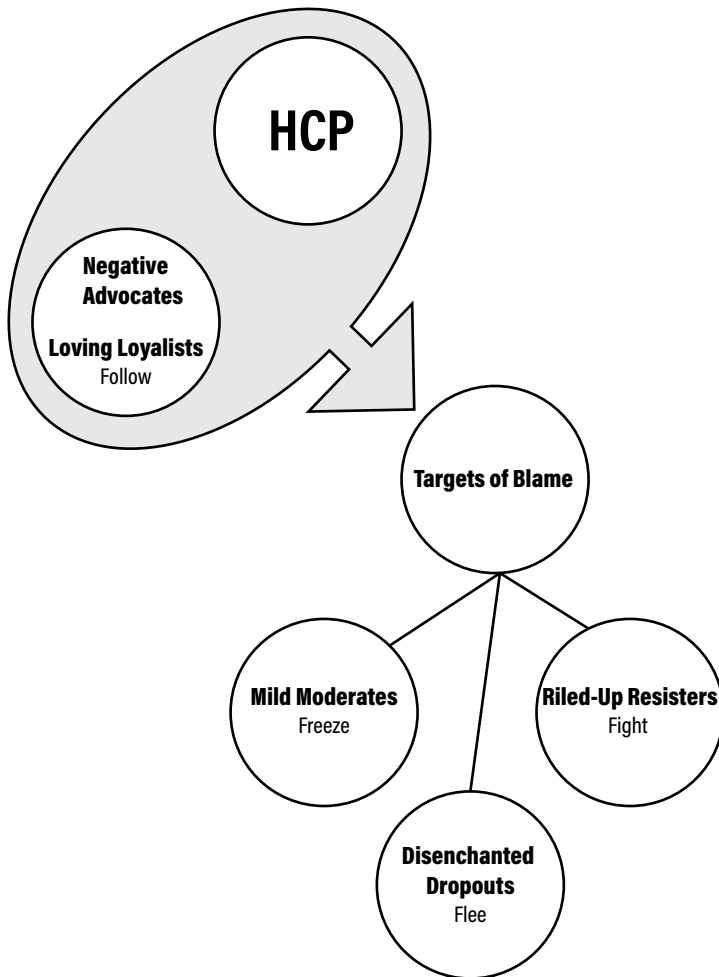 HCP
Negative
Advocates
Loving Loyalists
Follow
Targets of Blame
Mild Moderates
Freeze
Riled-Up Resisters
Fight
Disenchanted
Dropouts
Flee